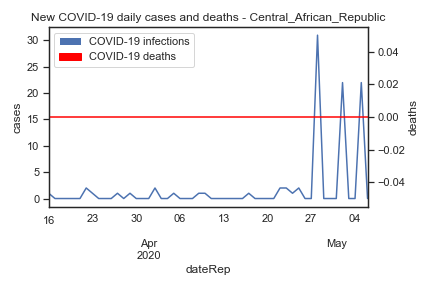 New COVID-19 daily cases and deaths - Central_African_Republic
COVID-19 infections
COVID-19 deaths
30
25
20
15
10
5
0
cases
0.04
0.02
0.00
−0.02
−0.04
deaths
16 23 30 06 13 20 27 04
Apr May
2020
dateRep